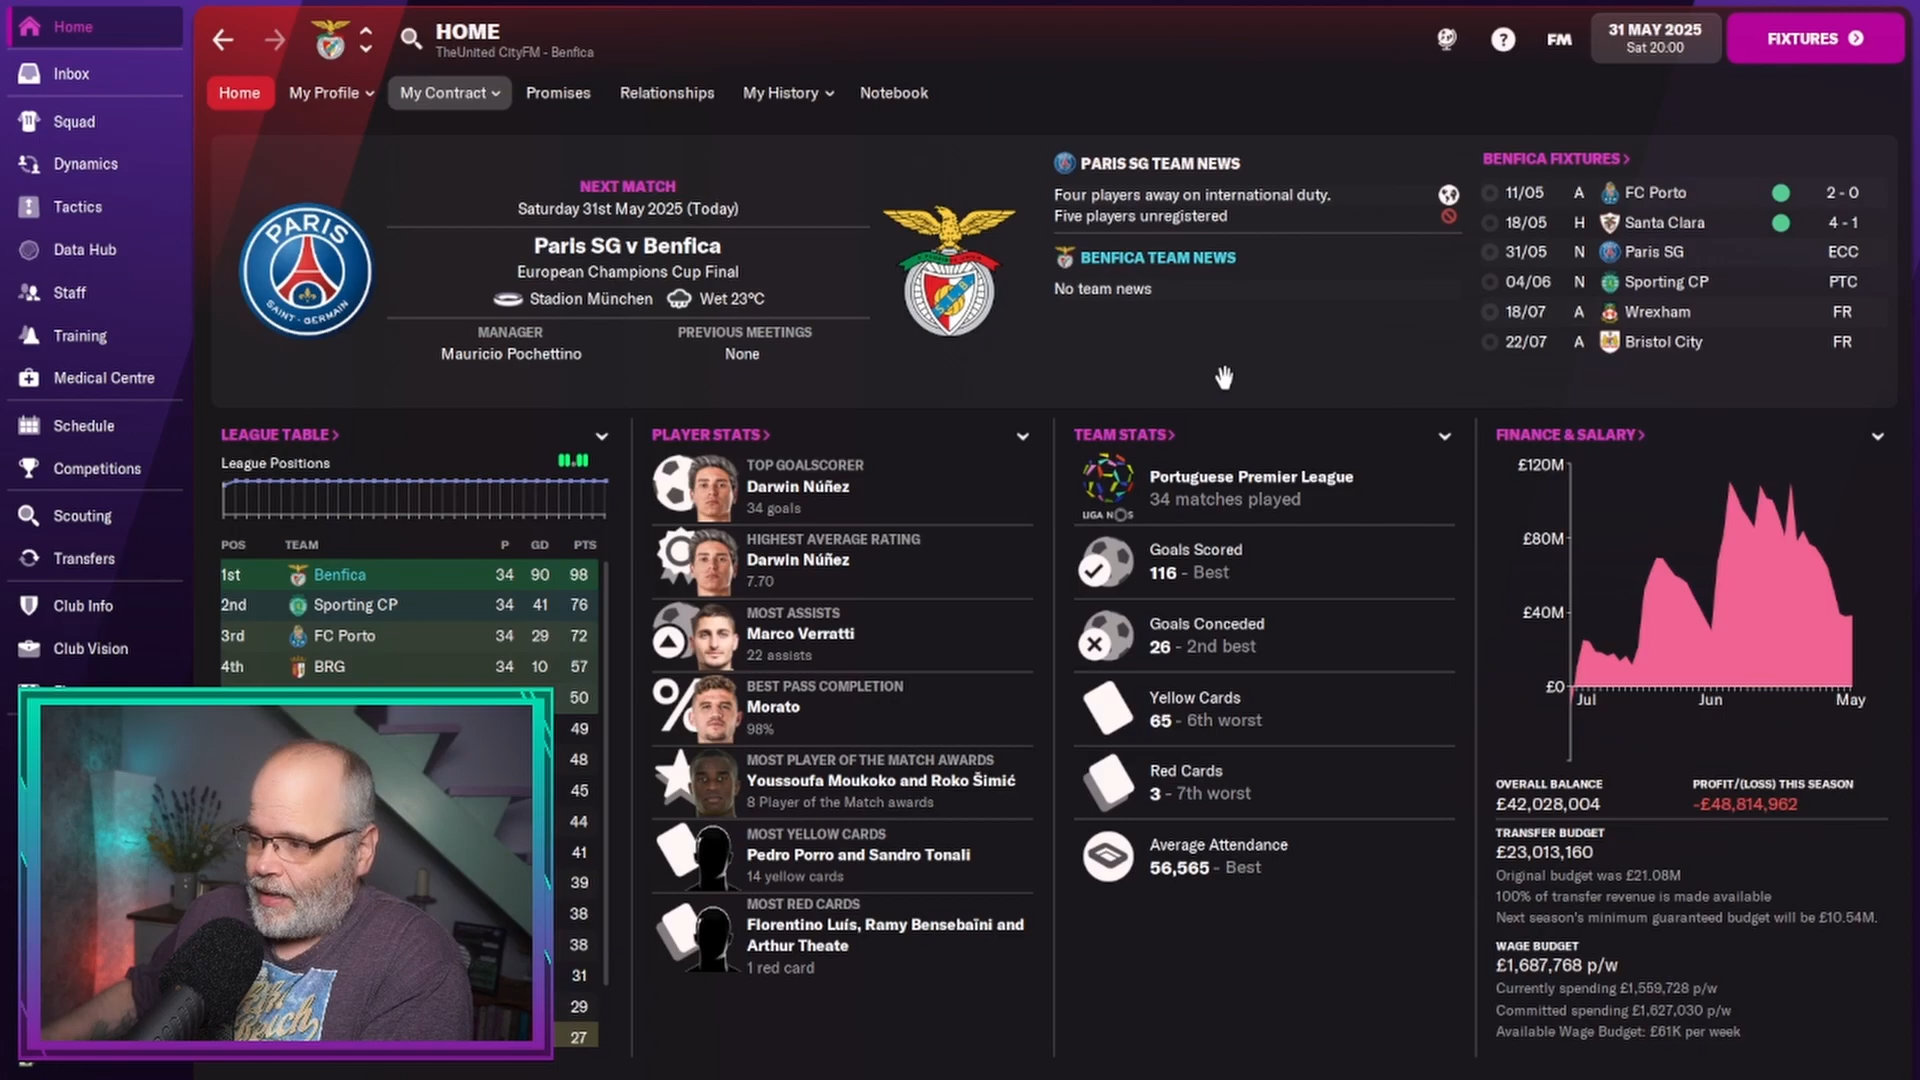 Home
Inbox
Squad
Dynamics
Tactics
Data Hub
Staff
Training
Medical Centre
Schedule
Competitions
Scouting
Transfers
Club Info
Club Vision
HOME
TheUnited CityFM - Benfica
FM
31 MAY 2025
Sat 20:00
FIXTURES
Home
My Profile
My Contract
Promises
Relationships
My History
Notebook
PARIS
SAINT-GERMAIN
NEXT MATCH
Saturday 31st May 2025 (Today)
Paris SG v Benfica
European Champions Cup Final
Stadion München
Wet 23°C
MANAGER
Mauricio Pochettino
PREVIOUS MEETINGS
None
PARIS SG TEAM NEWS
Four players away on international duty.
Five players unregistered
BENFICA TEAM NEWS
No team news
BENFICA FIXTURES>
11/05 A FC Porto 2 - 0
18/05 H Santa Clara 4 - 1
31/05 N Paris SG ECC
04/06 N Sporting CP PTC
18/07 A Wrexham FR
22/07 A Bristol City FR
LEAGUE TABLE>
League Positions
POS TEAM P GD PTS
1st Benfica 34 90 98
2nd Sporting CP 34 41 76
3rd FC Porto 34 29 72
4th BRG 34 10 57
50
49
48
45
44
41
39
38
38
31
29
27
PLAYER STATS>
TOP GOALSCORER
Darwin Núñez
34 goals
HIGHEST AVERAGE RATING
Darwin Núñez
7.70
MOST ASSISTS
Marco Verratti
22 assists
BEST PASS COMPLETION
Morato
98%
MOST PLAYER OF THE MATCH AWARDS
Youssoufa Moukoko and Roko Šimić
8 Player of the Match awards
MOST YELLOW CARDS
Pedro Porro and Sandro Tonali
14 yellow cards
MOST RED CARDS
Florentino Luís, Ramy Bensebaïni and
Arthur Theate
1 red card
TEAM STATS>
LIGA NOS
Portuguese Premier League
34 matches played
Goals Scored
116 - Best
Goals Conceded
26 - 2nd best
Yellow Cards
65 - 6th worst
Red Cards
3 - 7th worst
Average Attendance
56,565 - Best
FINANCE & SALARY>
£120M
£80M
£40M
£0
Jul Jun May
OVERALL BALANCE
£42,028,004
PROFIT/(LOSS) THIS SEASON
-£48,814,962
TRANSFER BUDGET
£23,013,160
Original budget was £21.08M
100% of transfer revenue is made available
Next season's minimum guaranteed budget will be £10.54M.
WAGE BUDGET
£1,687,768 p/w
Currently spending £1,559,728 p/w
Committed spending £1,627,030 p/w
Available Wage Budget: £61K per week